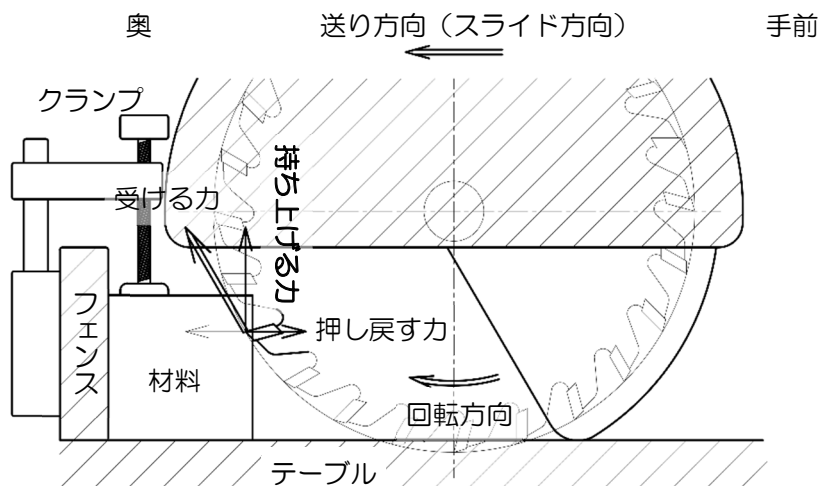 奥
送り方向（スライド方向）
手前
クランプ
持ち上げる力
受ける力
フェンス
材料
押し戻す力
回転方向
テーブル